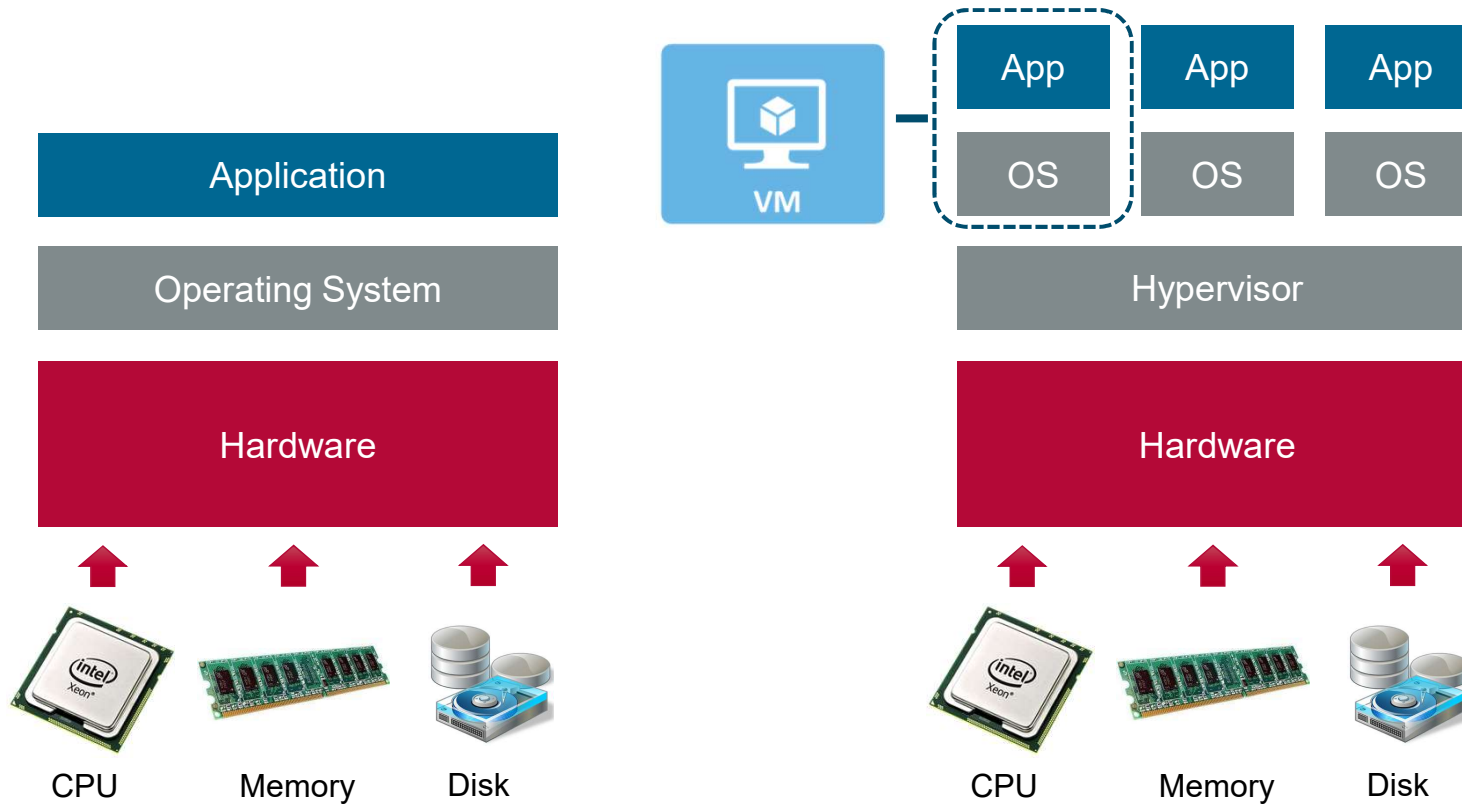 Application
Operating System
Hardware
intel
Xeon®
CPU
Memory
Disk
VM
App
App
App
OS
OS
OS
Hypervisor
Hardware
intel
Xeon®
CPU
Memory
Disk